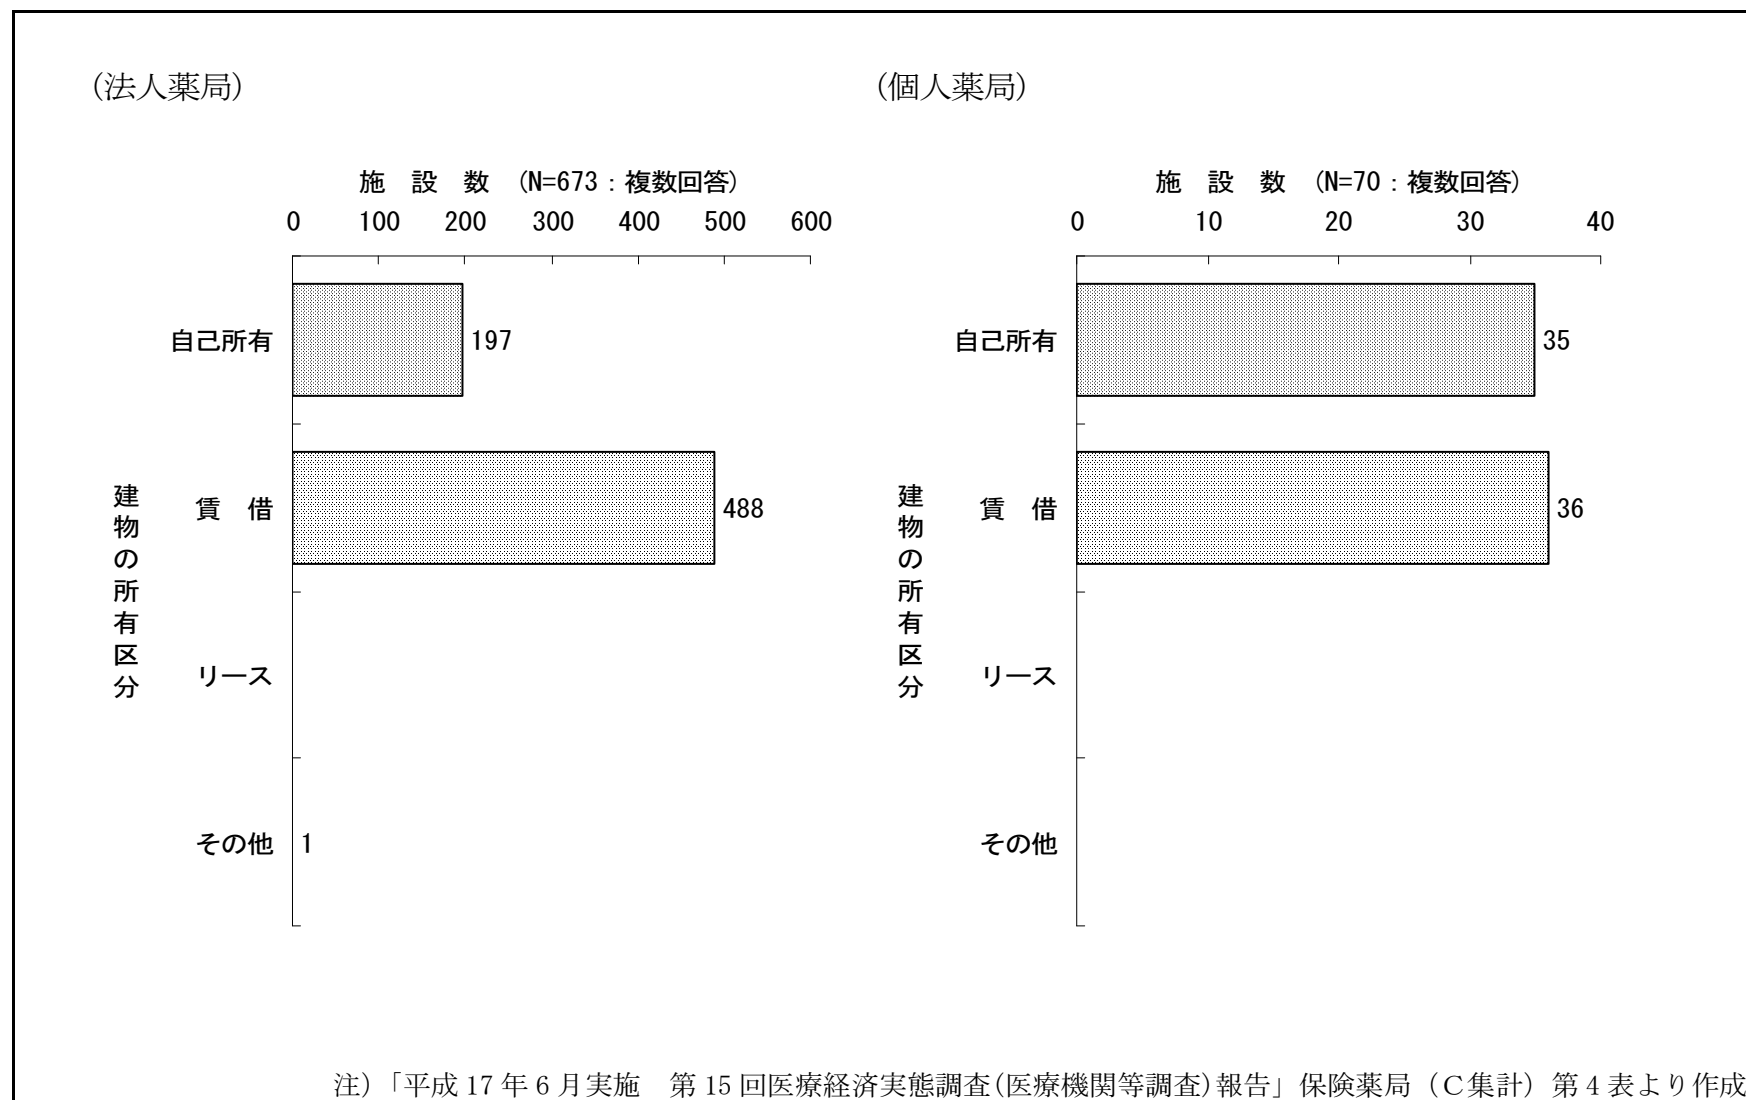 （法人薬局）
施　設　数　（N=673：複数回答）
0 100 200 300 400 500 600
自己所有 197
賃　借 488
リース
その他 1
建物の所有区分
（個人薬局）
施　設　数　（N=70：複数回答）
0 10 20 30 40
自己所有 35
賃　借 36
リース
その他
建物の所有区分
注）「平成 17 年 6 月実施　第 15 回医療経済実態調査(医療機関等調査)報告」保険薬局（Ｃ集計）第 4 表より作成